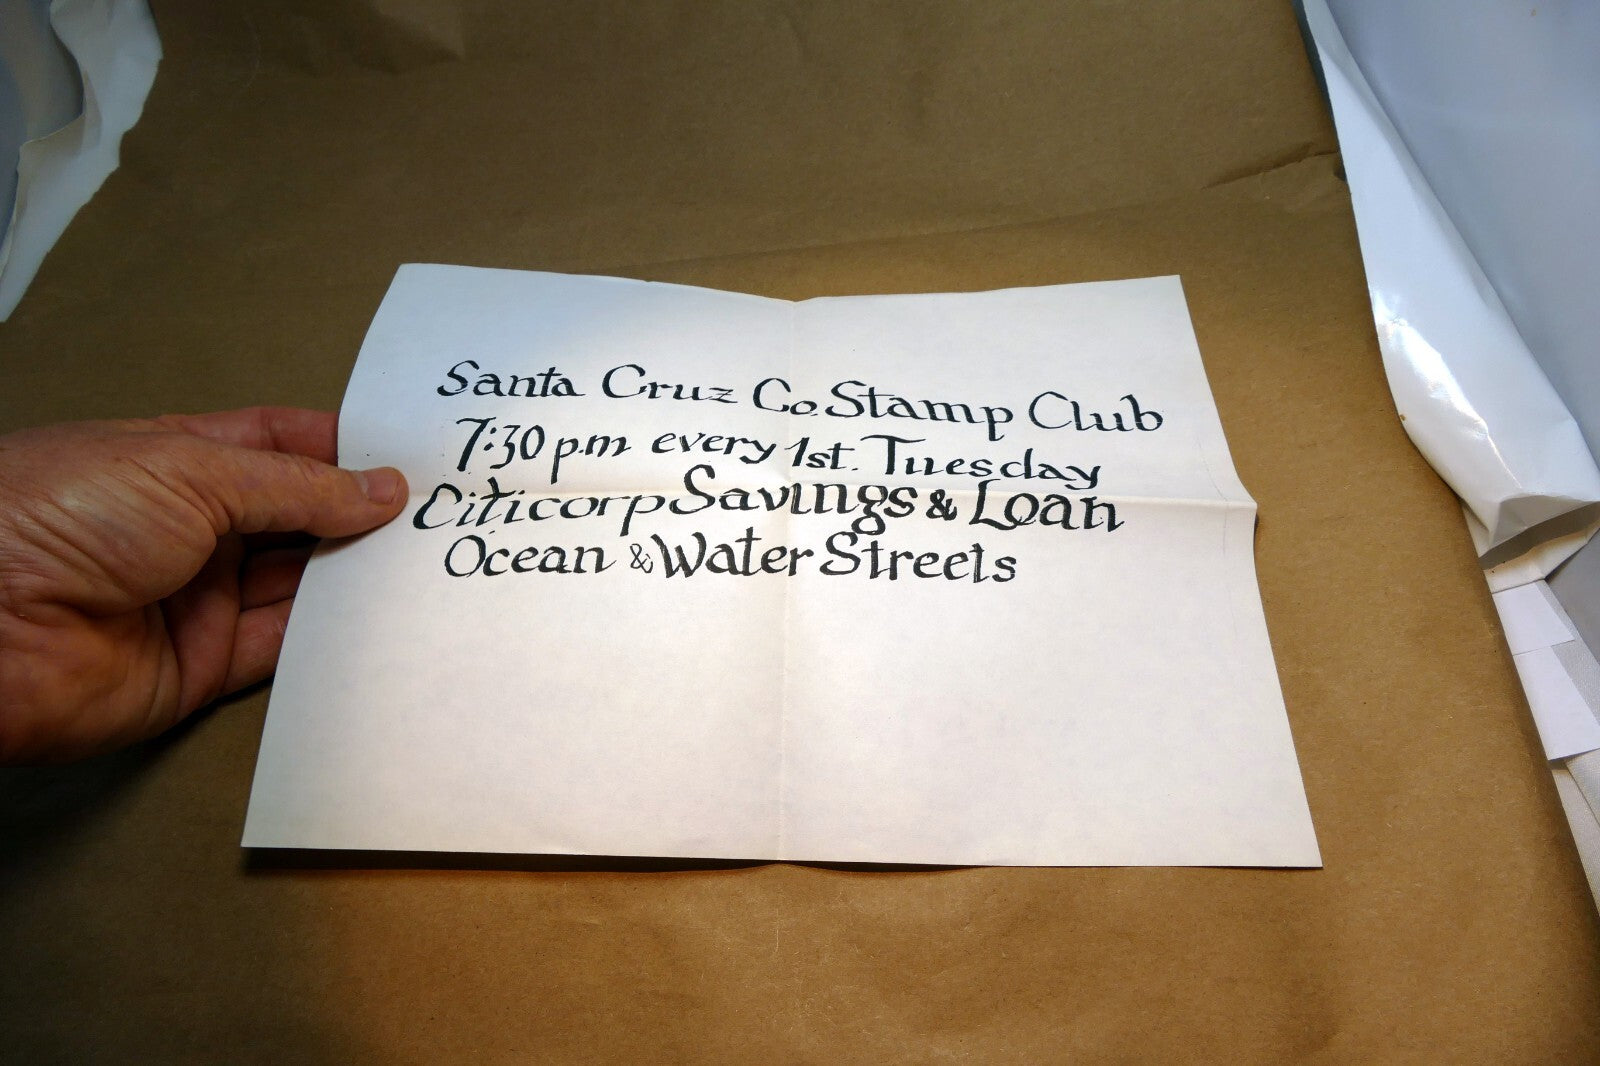 Santa Cruz Co. Stamp Club
7:30 p.m every 1st. Tuesday
Citicorp Savings & Loan
Ocean & Water Streets